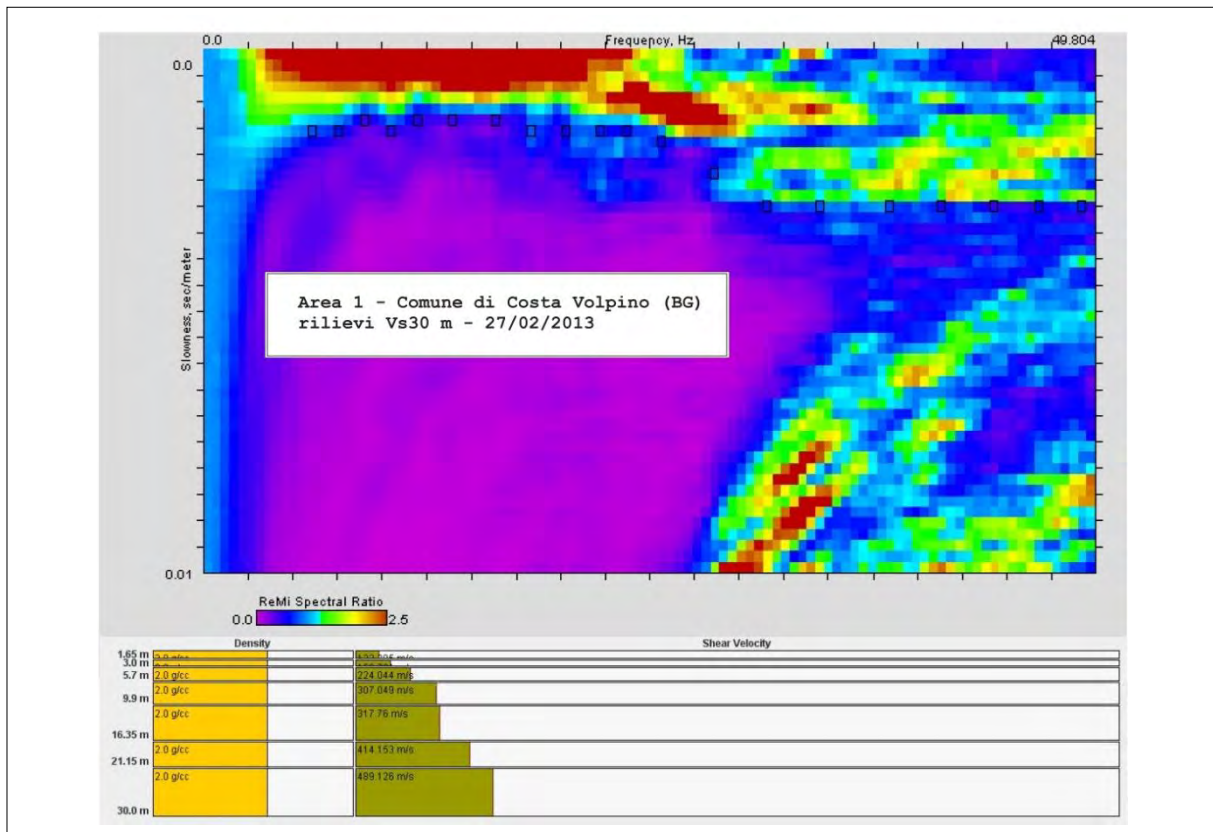 0.0 Frequency, Hz 49.804
0.0
Slowness, sec/meter
Area 1 - Comune di Costa Volpino (BG)
rilievi Vs30 m - 27/02/2013
0.01
ReMi Spectral Ratio
0.0 2.5
Density Shear Velocity
1.65 m
3.0 m
5.7 m 2.0 g/cc 224.044 m/s
9.9 m 2.0 g/cc 307.049 m/s
16.35 m 2.0 g/cc 317.76 m/s
21.15 m 2.0 g/cc 414.153 m/s
30.0 m 2.0 g/cc 489.126 m/s